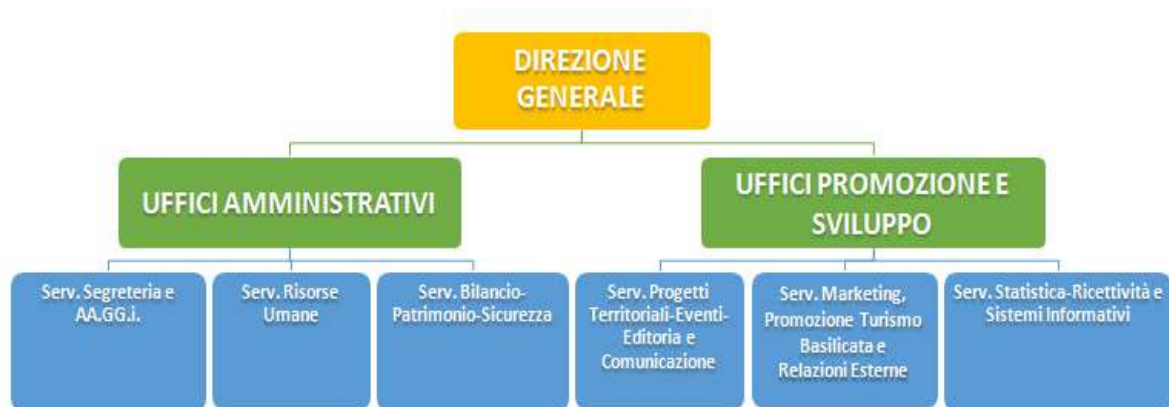 DIREZIONE
GENERALE
UFFICI AMMINISTRATIVI
UFFICI PROMOZIONE E
SVILUPPO
Serv. Segreteria e
AA.GG.i.
Serv. Risorse
Umane
Serv. Bilancio-
Patrimonio-Sicurezza
Serv. Progetti
Territoriali-Eventi-
Editoria e
Comunicazione
Serv. Marketing,
Promozione Turismo
Basilicata e
Relazioni Esterne
Serv. Statistica-Ricettività e
Sistemi Informativi